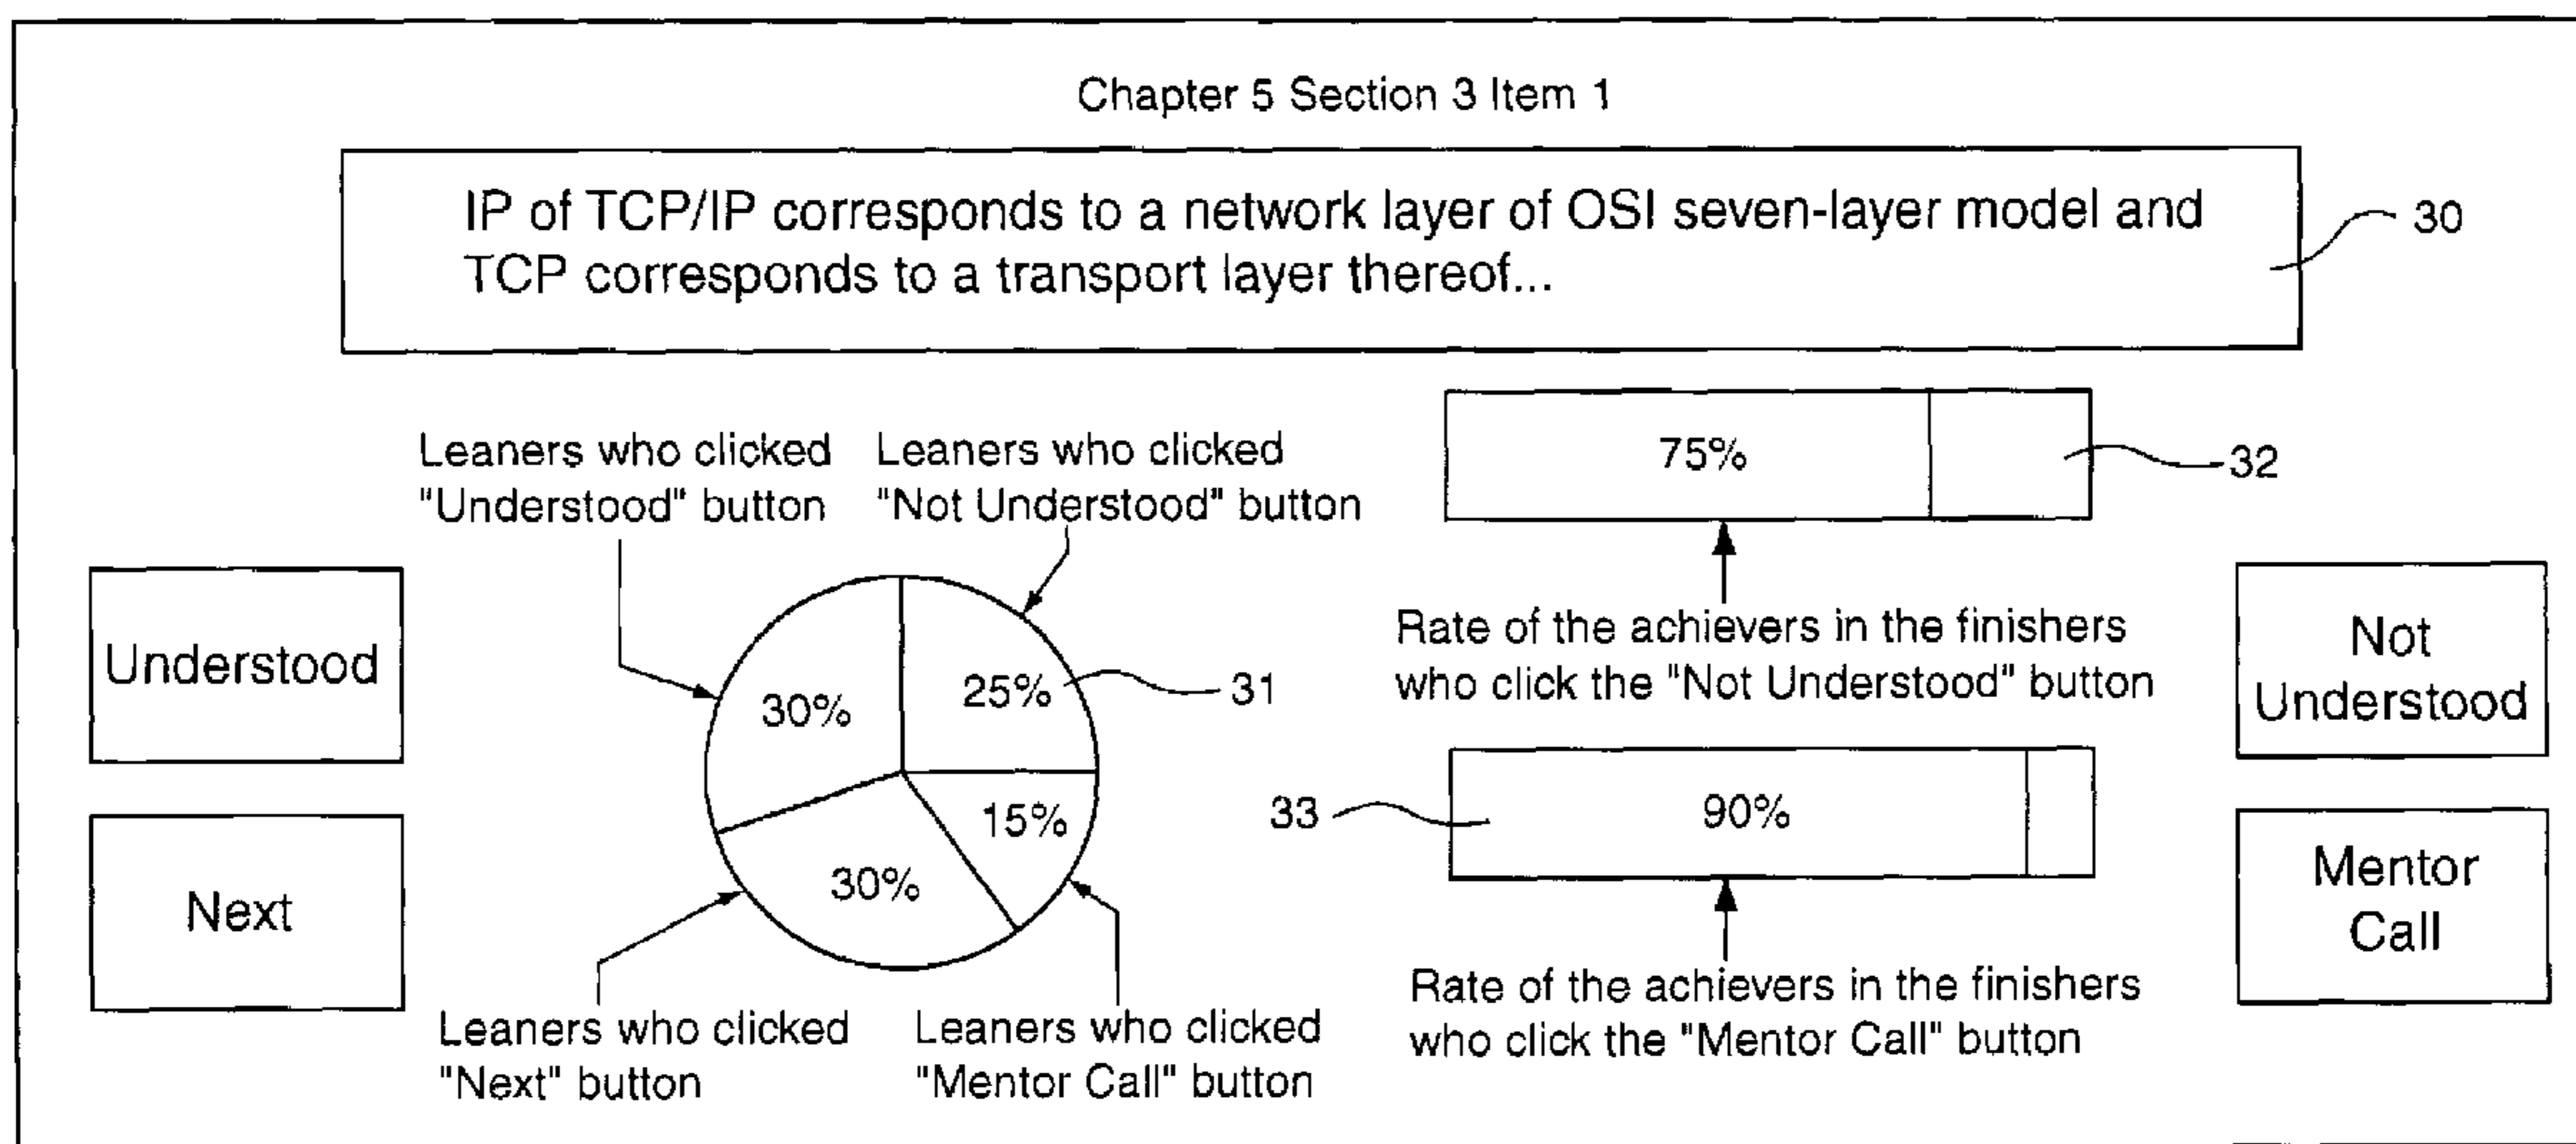 Chapter 5 Section 3 Item 1
IP of TCP/IP corresponds to a network layer of OSI seven-layer model and
TCP corresponds to a transport layer thereof...
30
Leaners who clicked
"Understood" button
Leaners who clicked
"Not Understood" button
75%
32
Understood
Next
30%
25%
31
15%
30%
Rate of the achievers in the finishers
who click the "Not Understood" button
33
90%
Rate of the achievers in the finishers
who click the "Mentor Call" button
Not
Understood
Mentor
Call
Leaners who clicked
"Next" button
Leaners who clicked
"Mentor Call" button